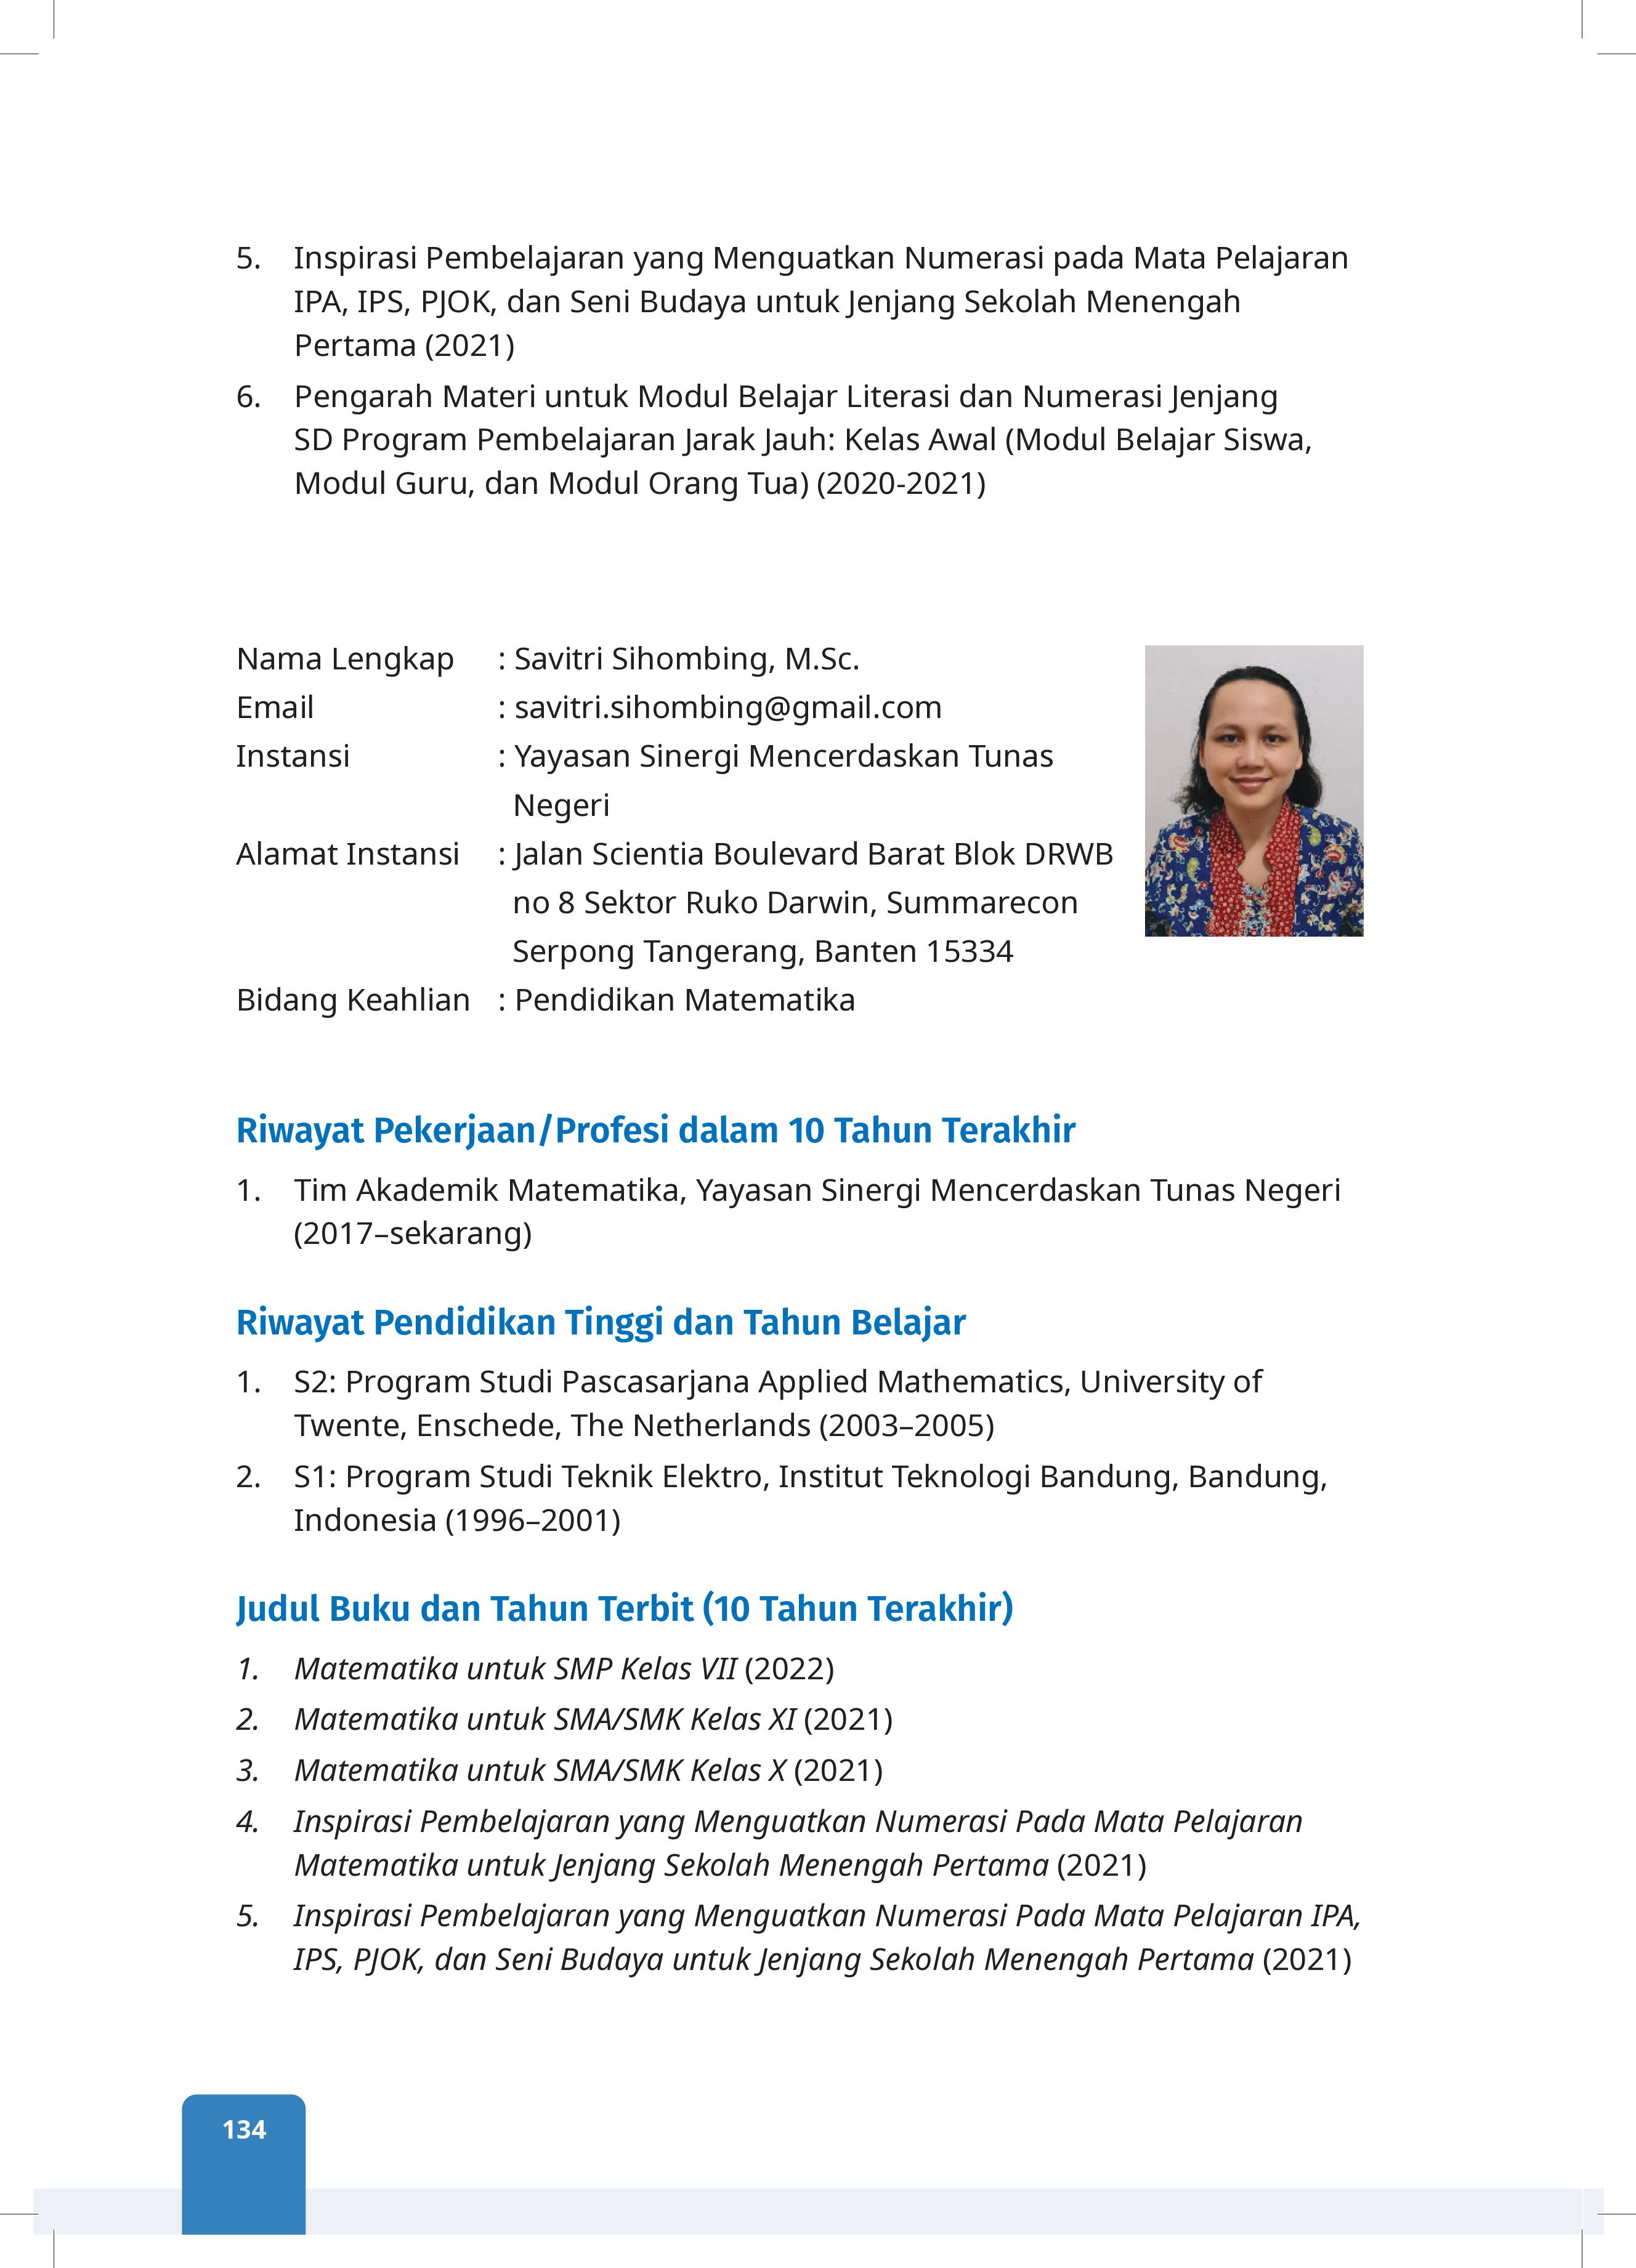 5. Inspirasi Pembelajaran yang Menguatkan Numerasi pada Mata Pelajaran
IPA, IPS, PJOK, dan Seni Budaya untuk Jenjang Sekolah Menengah
Pertama (2021)
6. Pengarah Materi untuk Modul Belajar Literasi dan Numerasi Jenjang
SD Program Pembelajaran Jarak Jauh: Kelas Awal (Modul Belajar Siswa,
Modul Guru, dan Modul Orang Tua) (2020-2021)
Nama Lengkap : Savitri Sihombing, M.Sc.
Email : savitri.sihombing@gmail.com
Instansi : Yayasan Sinergi Mencerdaskan Tunas
Negeri
Alamat Instansi : Jalan Scientia Boulevard Barat Blok DRWB
no 8 Sektor Ruko Darwin, Summarecon
Serpong Tangerang, Banten 15334
Bidang Keahlian : Pendidikan Matematika
Riwayat Pekerjaan/Profesi dalam 10 Tahun Terakhir
1. Tim Akademik Matematika, Yayasan Sinergi Mencerdaskan Tunas Negeri
(2017–sekarang)
Riwayat Pendidikan Tinggi dan Tahun Belajar
1. S2: Program Studi Pascasarjana Applied Mathematics, University of
Twente, Enschede, The Netherlands (2003–2005)
2. S1: Program Studi Teknik Elektro, Institut Teknologi Bandung, Bandung,
Indonesia (1996–2001)
Judul Buku dan Tahun Terbit (10 Tahun Terakhir)
1. Matematika untuk SMP Kelas VII (2022)
2. Matematika untuk SMA/SMK Kelas XI (2021)
3. Matematika untuk SMA/SMK Kelas X (2021)
4. Inspirasi Pembelajaran yang Menguatkan Numerasi Pada Mata Pelajaran
Matematika untuk Jenjang Sekolah Menengah Pertama (2021)
5. Inspirasi Pembelajaran yang Menguatkan Numerasi Pada Mata Pelajaran IPA,
IPS, PJOK, dan Seni Budaya untuk Jenjang Sekolah Menengah Pertama (2021)
134